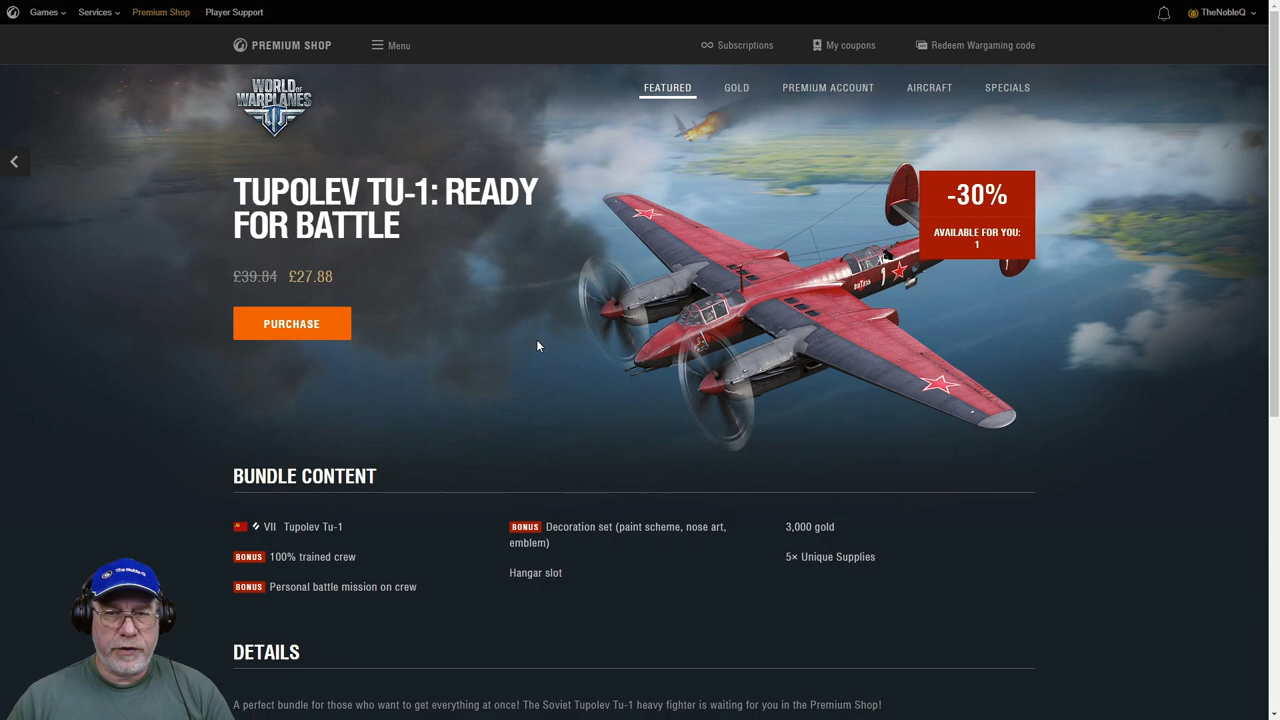 Games Services Premium Shop Player Support TheNobleQ
PREMIUM SHOP Menu Subscriptions My coupons Redeem Wargaming code
WORLD OF WARPLANES
FEATURED GOLD PREMIUM ACCOUNT AIRCRAFT SPECIALS
TUPOLEV TU-1: READY
FOR BATTLE
-30%
AVAILABLE FOR YOU:
1
£39.84 £27.88
PURCHASE
BUNDLE CONTENT
VII Tupolev Tu-1
BONUS 100% trained crew
BONUS Personal battle mission on crew
BONUS Decoration set (paint scheme, nose art,
emblem)
Hangar slot
3,000 gold
5× Unique Supplies
DETAILS
A perfect bundle for those who want to get everything at once! The Soviet Tupolev Tu-1 heavy fighter is waiting for you in the Premium Shop!
The Noble Q